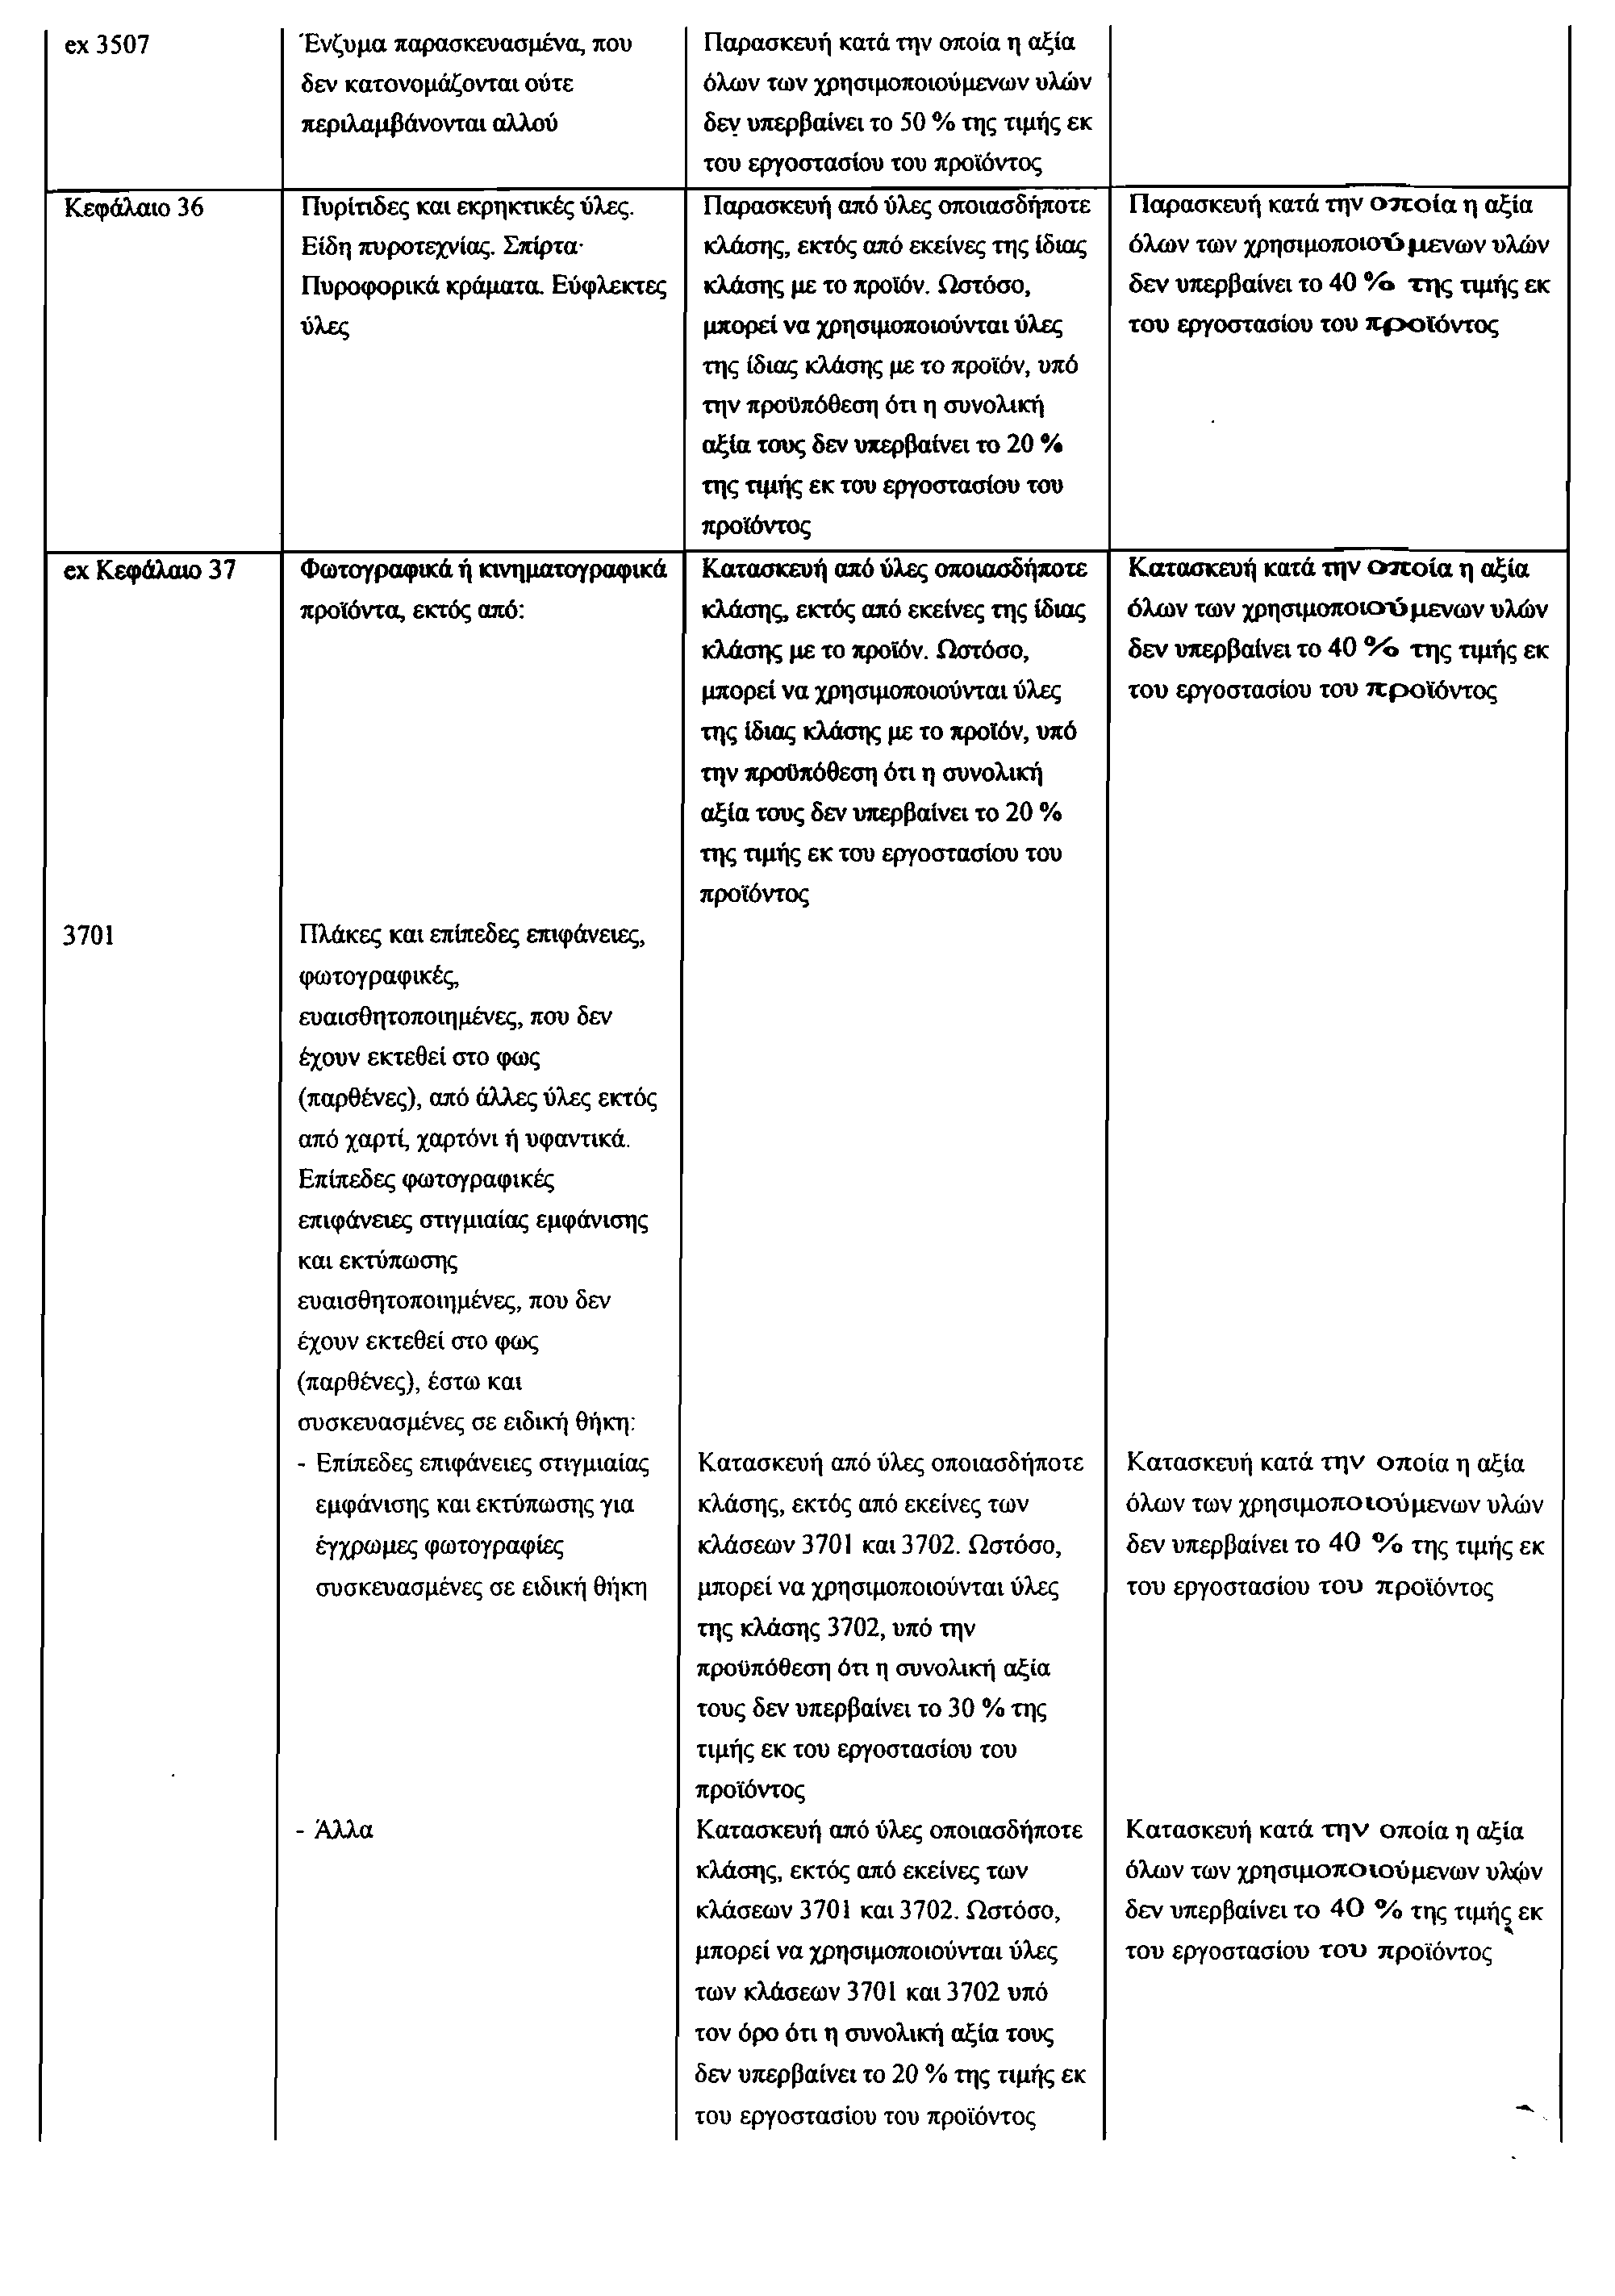 ex 3507
Ένζυμα παρασκευασμένα, που
δεν κατονομάζονται ούτε
περιλαμβάνονται αλλού
Παρασκευή κατά την οποία η αξία
όλων των χρησιμοποιούμενων υλών
δεν υπερβαίνει το 50 % της τιμής εκ
του εργοστασίου του προϊόντος
Κεφάλαιο 36
Πυρίτιδες και εκρηκτικές ύλες.
Είδη πυροτεχνίας. Σπίρτα·
Πυροφορικά κράματα. Εύφλεκτες
ύλες
Παρασκευή από ύλες οποιασδήποτε
κλάσης, εκτός από εκείνες της ίδιας
κλάσης με το προϊόν. Ωστόσο,
μπορεί να χρησιμοποιούνται ύλες
της ίδιας κλάσης με το προϊόν, υπό
την προϋπόθεση ότι η συνολική
αξία τους δεν υπερβαίνει το 20 %
της τιμής εκ του εργοστασίου του
προϊόντος
Παρασκευή κατά την οποία η αξία
όλων των χρησιμοποιούμενων υλών
δεν υπερβαίνει το 40 % της τιμής εκ
του εργοστασίου του προϊόντος
ex Κεφάλαιο 37
Φωτογραφικά ή κινηματογραφικά
προϊόντα, εκτός από:
Κατασκευή από ύλες οποιασδήποτε
κλάσης, εκτός από εκείνες της ίδιας
κλάσης με το προϊόν. Ωστόσο,
μπορεί να χρησιμοποιούνται ύλες
της ίδιας κλάσης με το προϊόν, υπό
την προϋπόθεση ότι η συνολική
αξία τους δεν υπερβαίνει το 20 %
της τιμής εκ του εργοστασίου του
προϊόντος
Κατασκευή κατά την οποία η αξία
όλων των χρησιμοποιούμενων υλών
δεν υπερβαίνει το 40 % της τιμής εκ
του εργοστασίου του προϊόντος
3701
Πλάκες και επίπεδες επιφάνειες,
φωτογραφικές,
ευαισθητοποιημένες, που δεν
έχουν εκτεθεί στο φως
(παρθένες), από άλλες ύλες εκτός
από χαρτί, χαρτόνι ή υφαντικά.
Επίπεδες φωτογραφικές
επιφάνειες στιγμιαίας εμφάνισης
και εκτύπωσης
ευαισθητοποιημένες, που δεν
έχουν εκτεθεί στο φως
(παρθένες), έστω και
συσκευασμένες σε ειδική θήκη:
- Επίπεδες επιφάνειες στιγμιαίας
εμφάνισης και εκτύπωσης για
έγχρωμες φωτογραφίες
συσκευασμένες σε ειδική θήκη
Κατασκευή από ύλες οποιασδήποτε
κλάσης, εκτός από εκείνες των
κλάσεων 3701 και 3702. Ωστόσο,
μπορεί να χρησιμοποιούνται ύλες
της κλάσης 3702, υπό την
προϋπόθεση ότι η συνολική αξία
τους δεν υπερβαίνει το 30 % της
τιμής εκ του εργοστασίου του
προϊόντος
Κατασκευή κατά την οποία η αξία
όλων των χρησιμοποιούμενων υλών
δεν υπερβαίνει το 40 % της τιμής εκ
του εργοστασίου του προϊόντος
- Άλλα
Κατασκευή από ύλες οποιασδήποτε
κλάσης, εκτός από εκείνες των
κλάσεων 3701 και 3702. Ωστόσο,
μπορεί να χρησιμοποιούνται ύλες
των κλάσεων 3701 και 3702 υπό
τον όρο ότι η συνολική αξία τους
δεν υπερβαίνει το 20 % της τιμής εκ
του εργοστασίου του προϊόντος
Κατασκευή κατά την οποία η αξία
όλων των χρησιμοποιούμενων υλών
δεν υπερβαίνει το 40 % της τιμής εκ
του εργοστασίου του προϊόντος